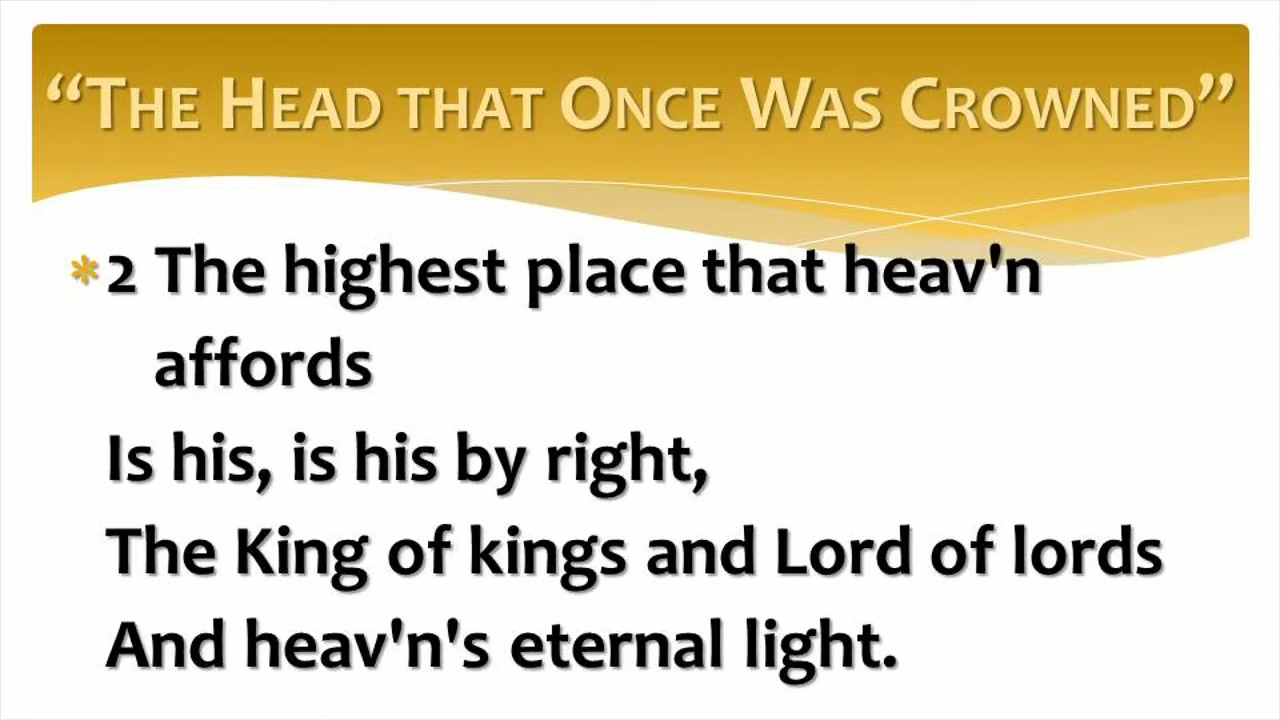 “The Head that Once Was Crowned”
*2 The highest place that heav'n
affords
Is his, is his by right,
The King of kings and Lord of lords
And heav'n's eternal light.